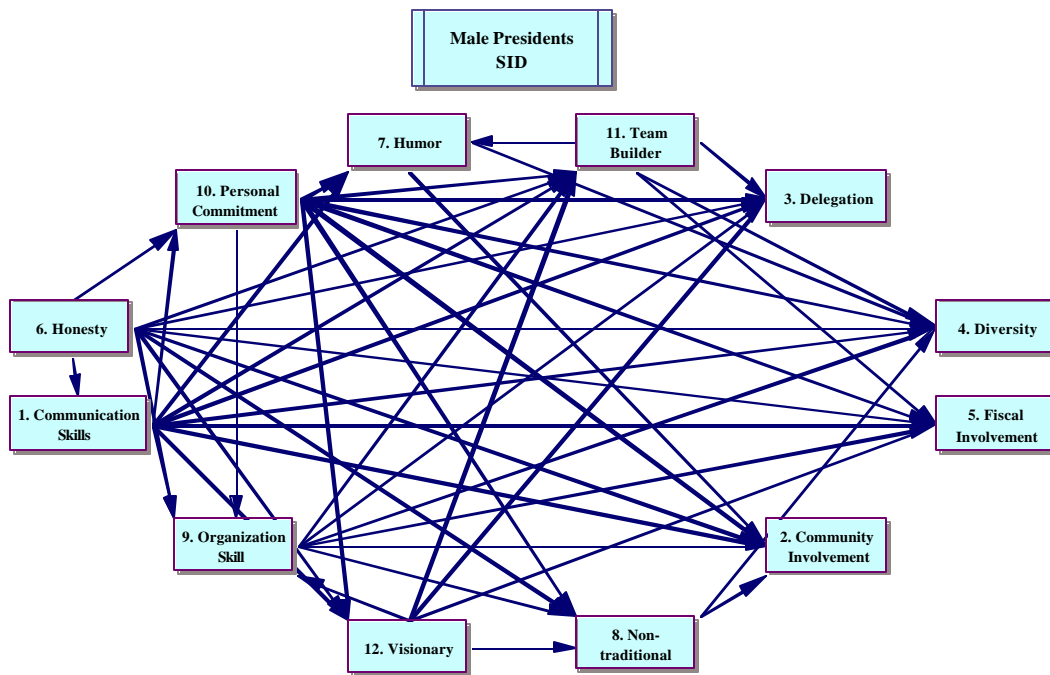 Male Presidents
SID
7. Humor
11. Team
Builder
10. Personal
Commitment
3. Delegation
6. Honesty
4. Diversity
1. Communication
Skills
5. Fiscal
Involvement
9. Organization
Skill
2. Community
Involvement
12. Visionary
8. Non-
traditional